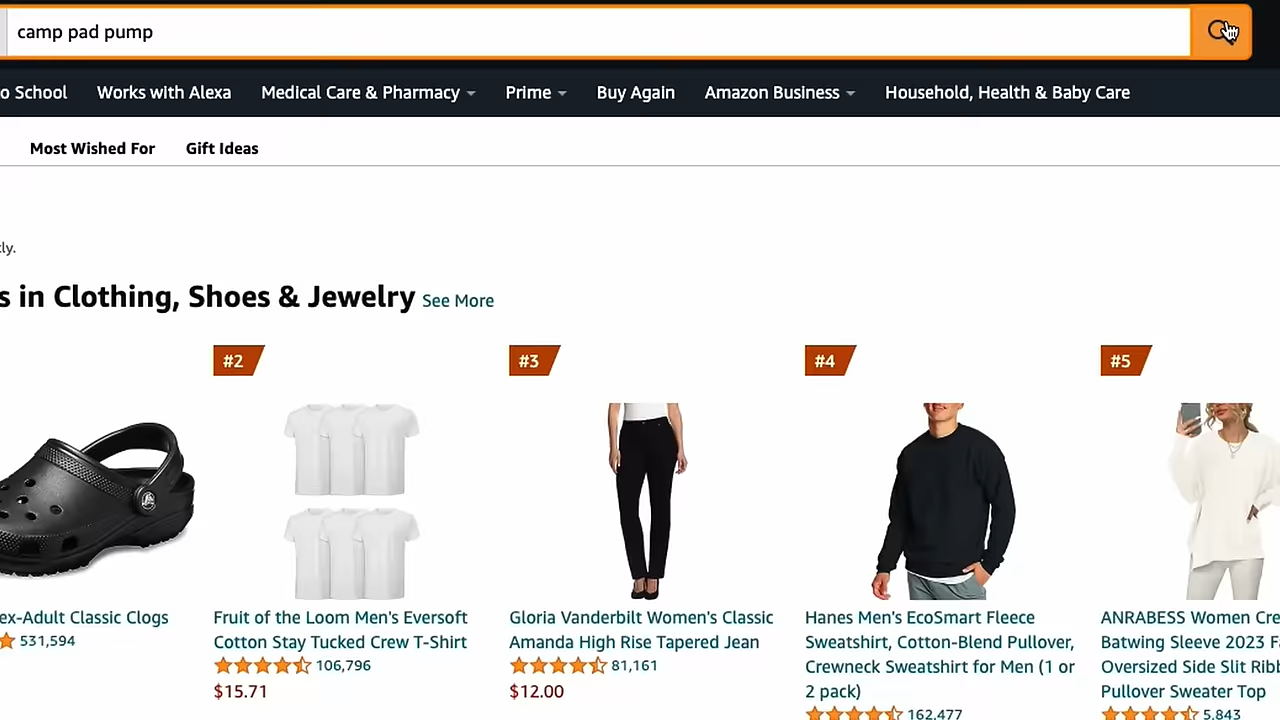 camp pad pump
o School Works with Alexa Medical Care & Pharmacy Prime Buy Again Amazon Business Household, Health & Baby Care
Most Wished For Gift Ideas
tly.
s in Clothing, Shoes & Jewelry See More
#2 #3 #4 #5
ex-Adult Classic Clogs
531,594
Fruit of the Loom Men's Eversoft
Cotton Stay Tucked Crew T-Shirt
106,796
$15.71
Gloria Vanderbilt Women's Classic
Amanda High Rise Tapered Jean
81,161
$12.00
Hanes Men's EcoSmart Fleece
Sweatshirt, Cotton-Blend Pullover,
Crewneck Sweatshirt for Men (1 or
2 pack)
162,477
ANRABESS Women Cre
Batwing Sleeve 2023 F
Oversized Side Slit Ribb
Pullover Sweater Top
5,843